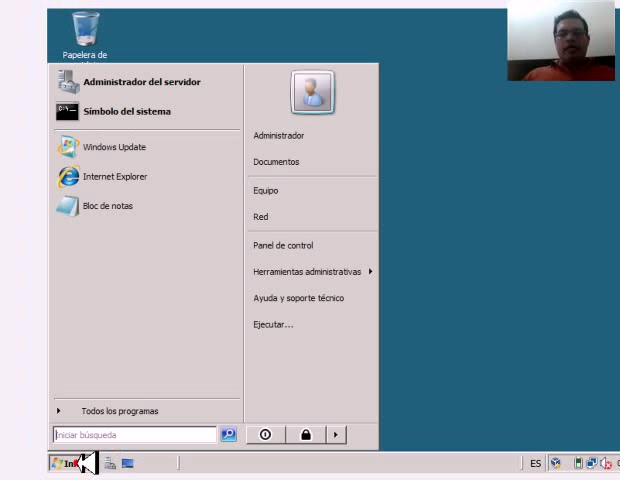 Papelera de
Administrador del servidor
Símbolo del sistema
Windows Update
Internet Explorer
Bloc de notas
Todos los programas
Iniciar búsqueda
Administrador
Documentos
Equipo
Red
Panel de control
Herramientas administrativas
Ayuda y soporte técnico
Ejecutar...
ES